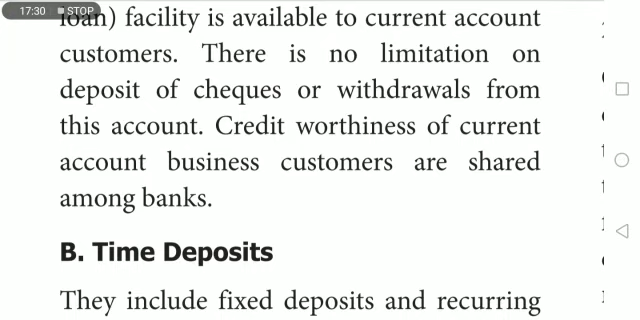 17:30 STOP
loan) facility is available to current account
customers. There is no limitation on
deposit of cheques or withdrawals from
this account. Credit worthiness of current
account business customers are shared
among banks.
B. Time Deposits
They include fixed deposits and recurring